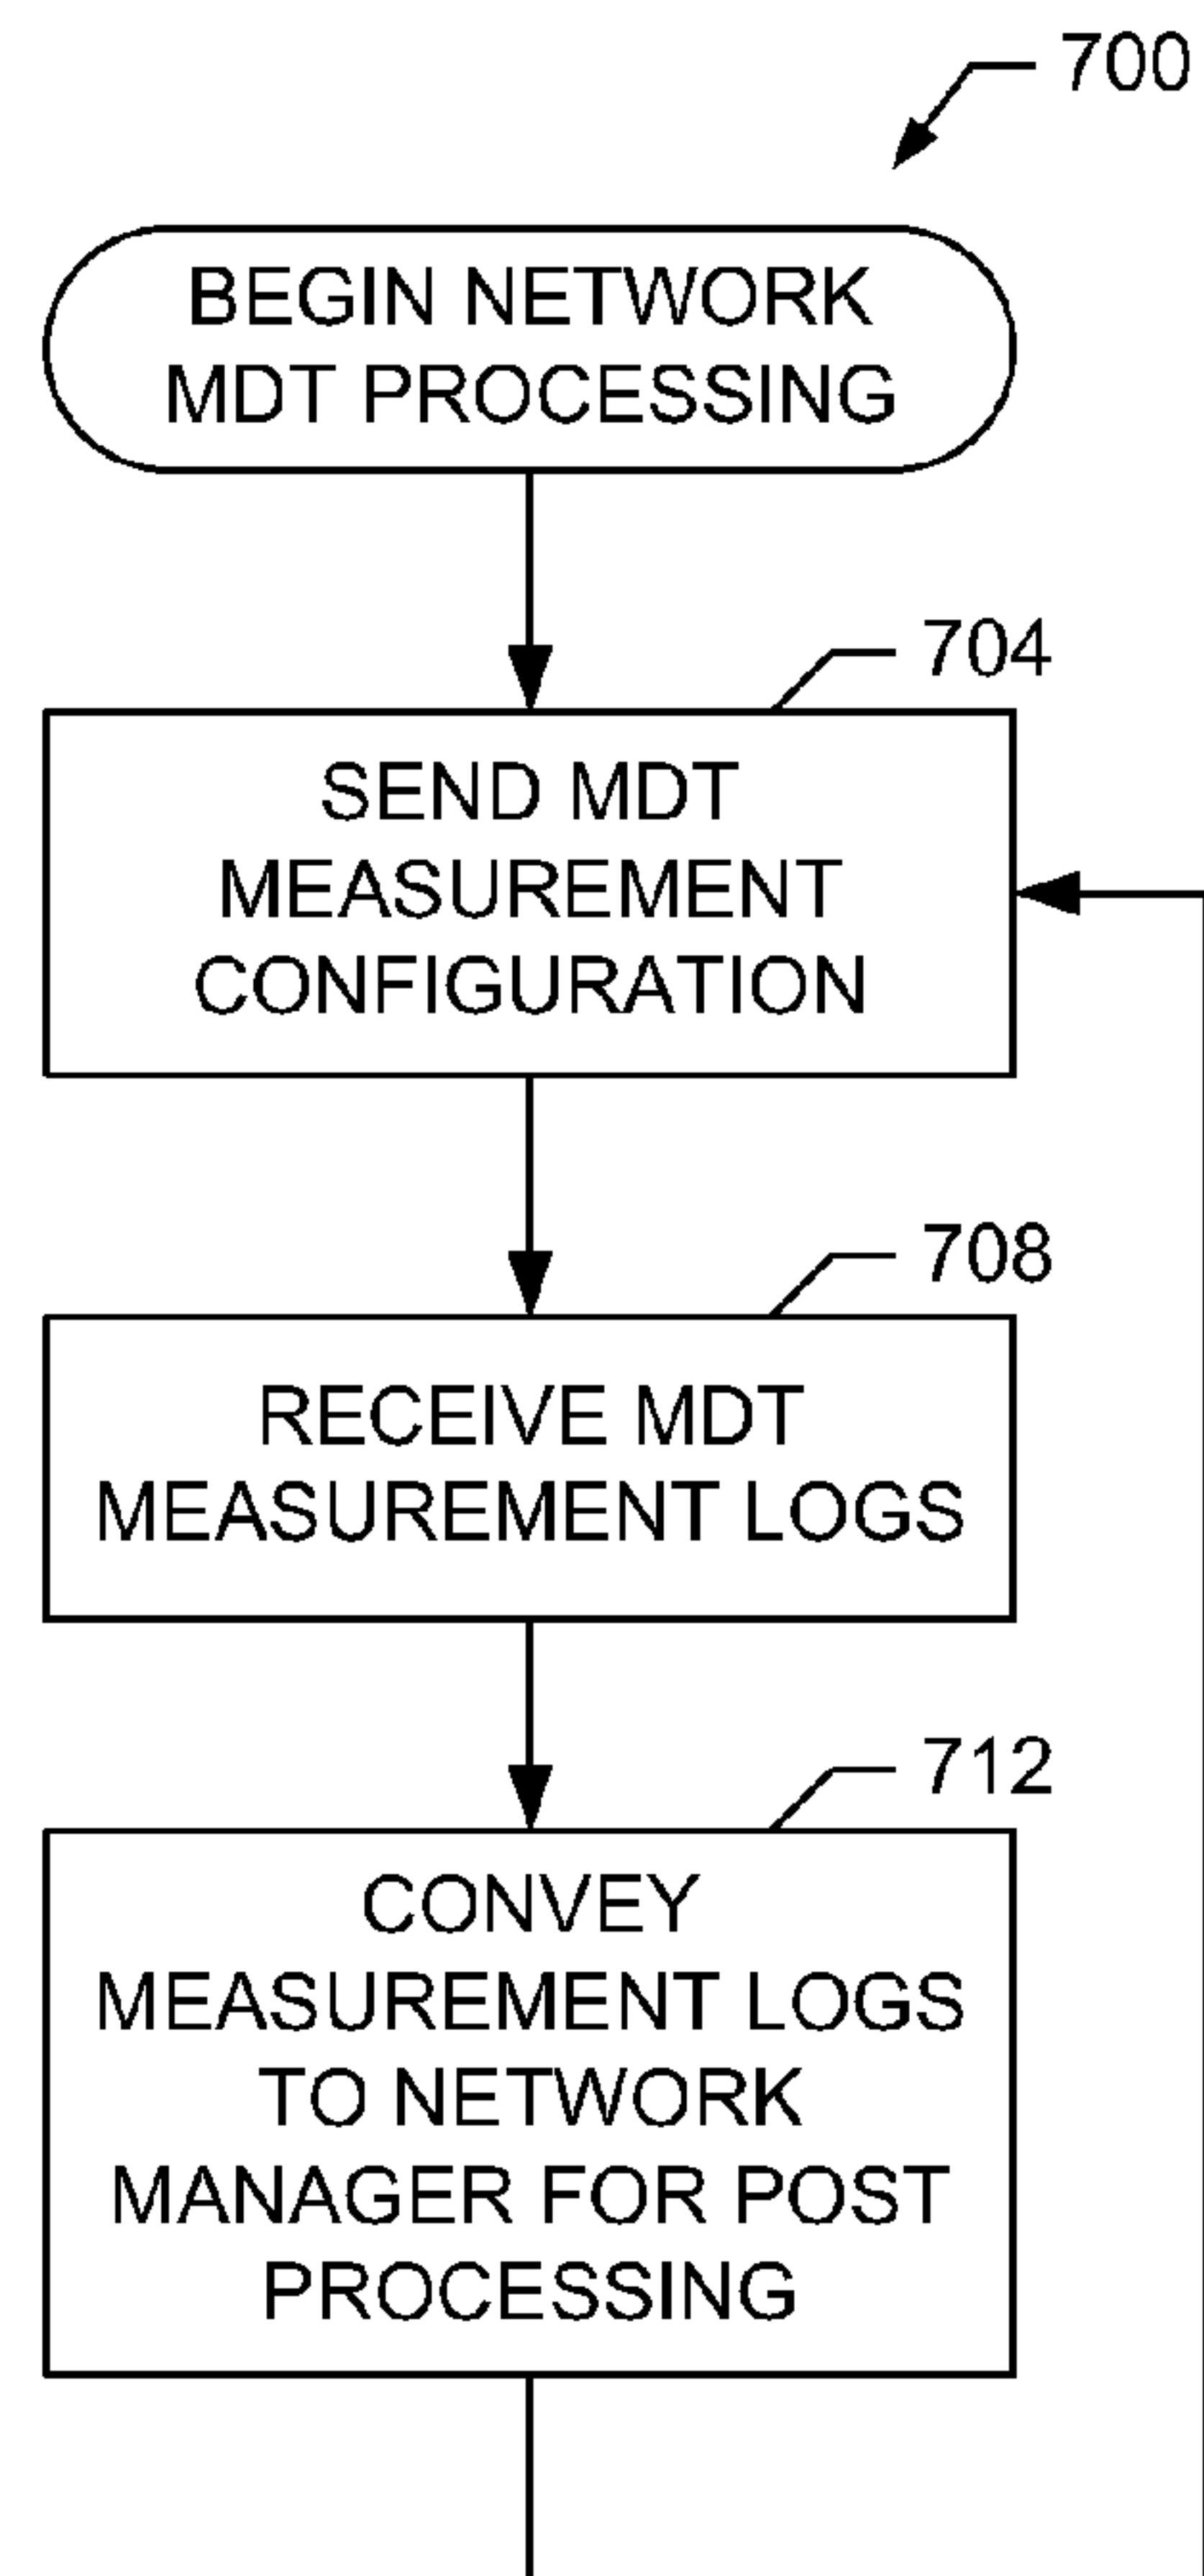 700
BEGIN NETWORK
MDT PROCESSING
704
SEND MDT
MEASUREMENT
CONFIGURATION
708
RECEIVE MDT
MEASUREMENT LOGS
712
CONVEY
MEASUREMENT LOGS
TO NETWORK
MANAGER FOR POST
PROCESSING